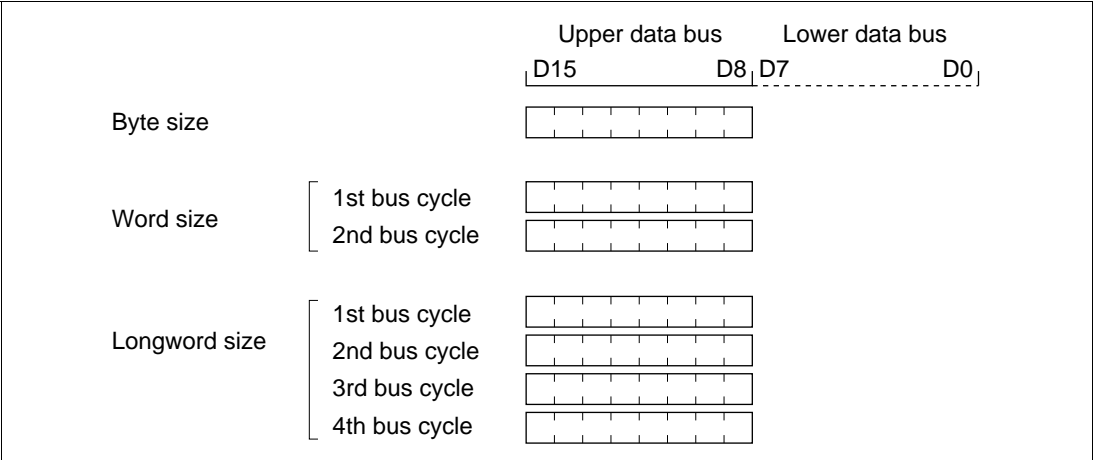 Upper data bus Lower data bus
D15 D8 D7 D0
Byte size
1st bus cycle
Word size
2nd bus cycle
1st bus cycle
Longword size
2nd bus cycle
3rd bus cycle
4th bus cycle